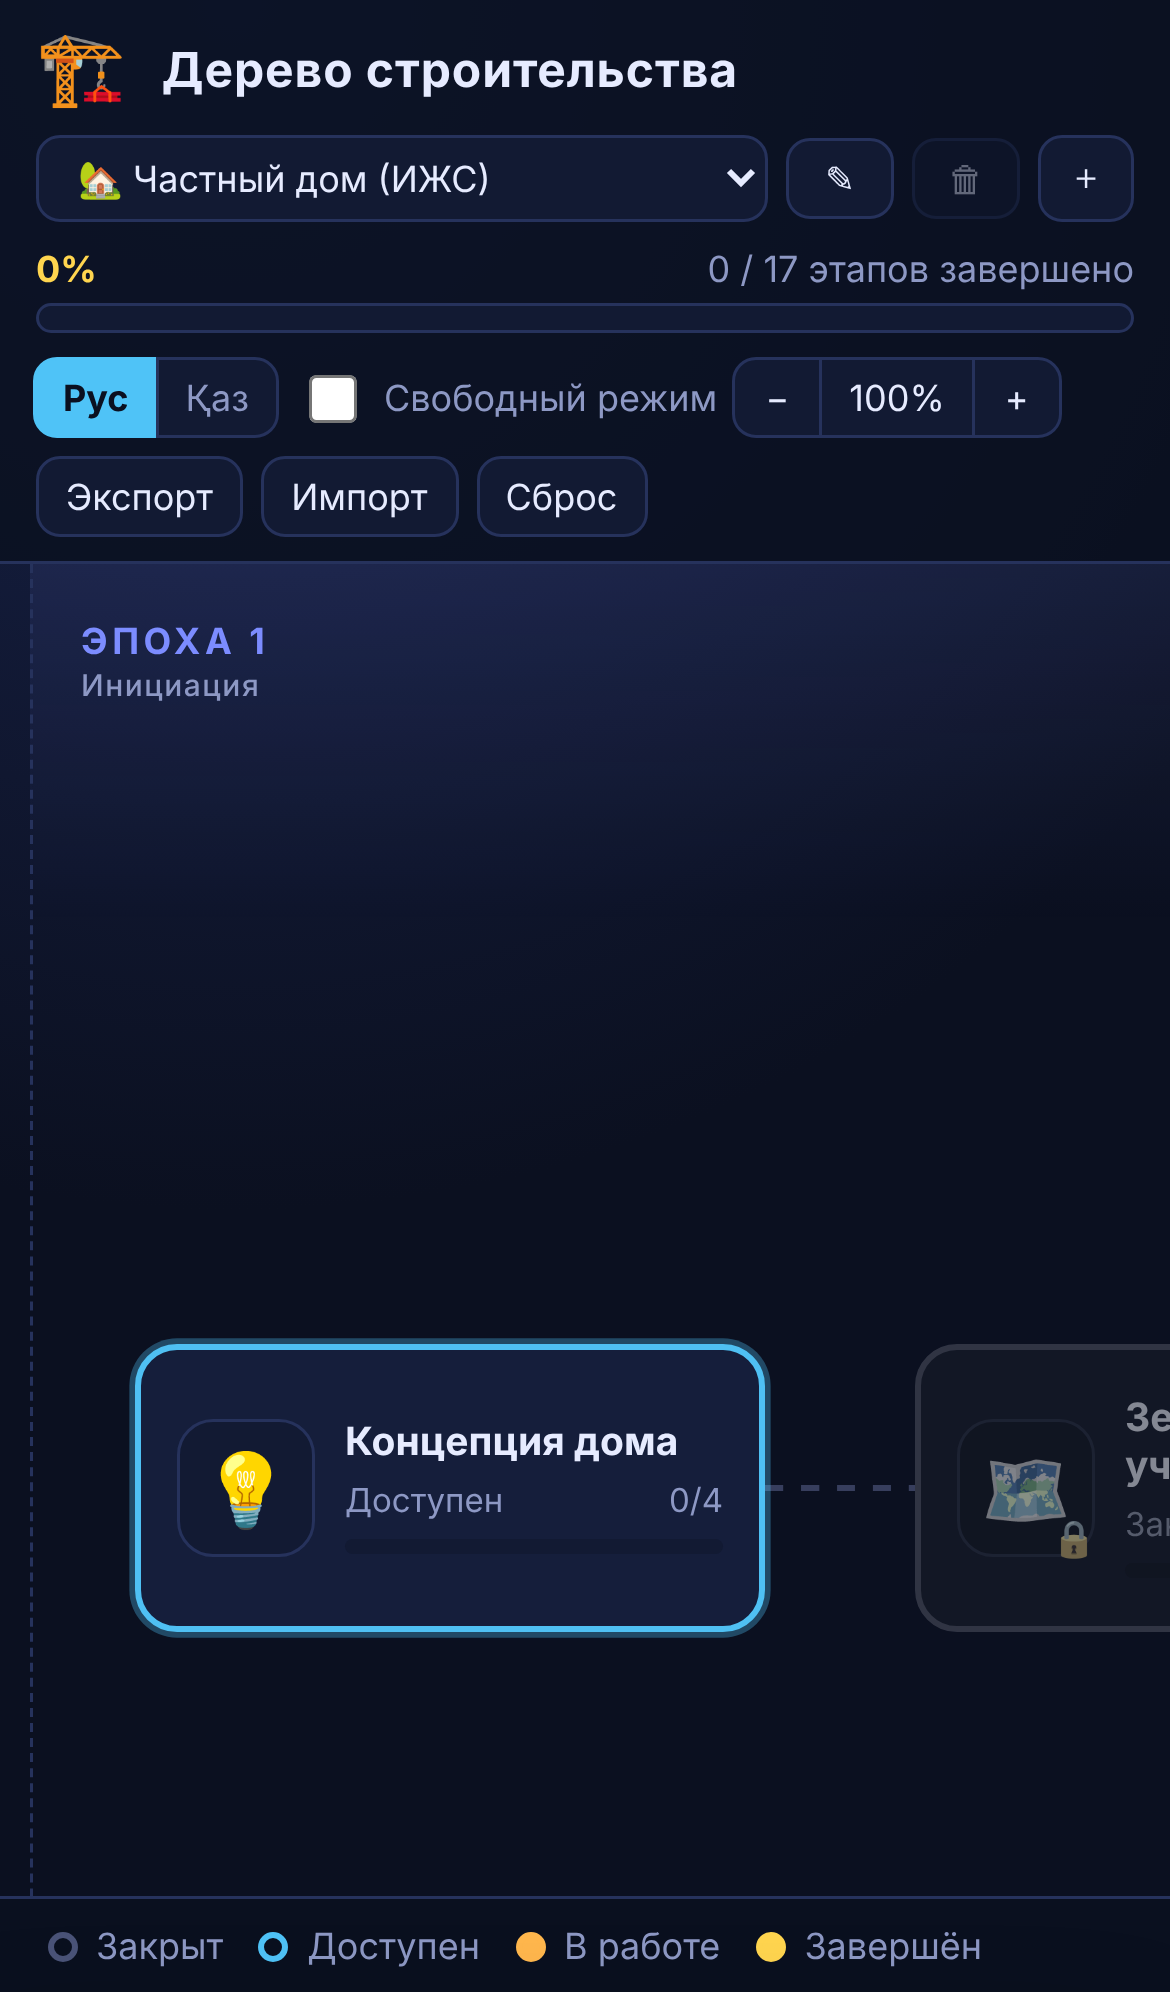 Дерево строительства
Частный дом (ИЖС)
+
0%
0 / 17 этапов завершено
Рус Қаз Свободный режим − 100% +
Экспорт Импорт Сброс
ЭПОХА 1
Инициация
Концепция дома
Доступен 0/4
Закрыт Доступен В работе Завершён